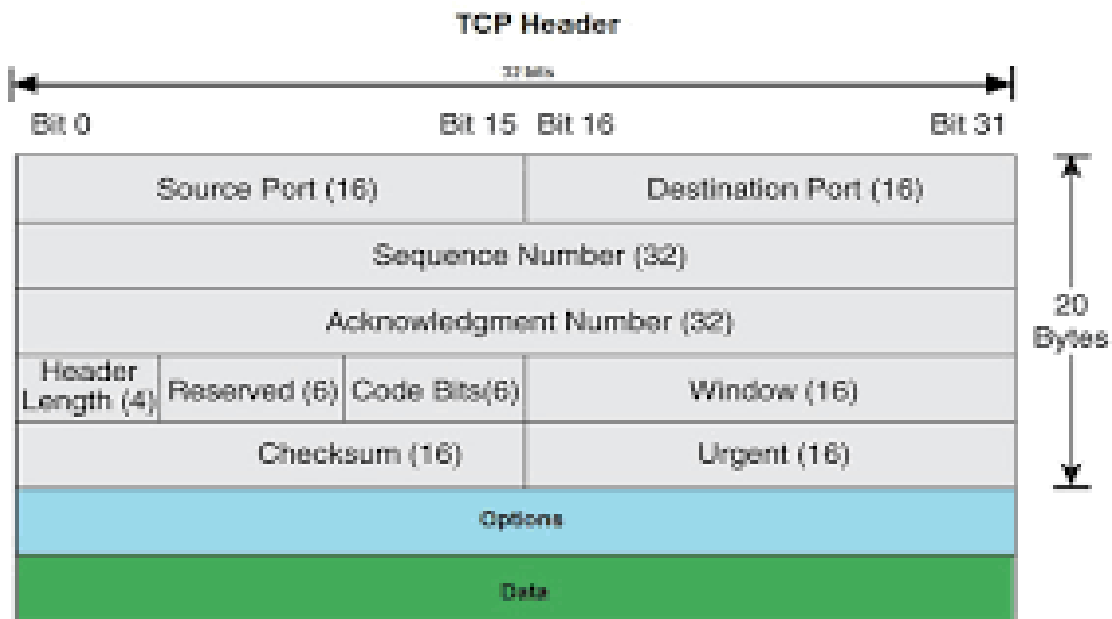 TCP Header
32 bits
Bit 0 Bit 15 Bit 16 Bit 31
Source Port (16) Destination Port (16)
Sequence Number (32)
Acknowledgment Number (32)
20
Bytes
Header
Length (4) Reserved (6) Code Bits(6) Window (16)
Checksum (16) Urgent (16)
Options
Data